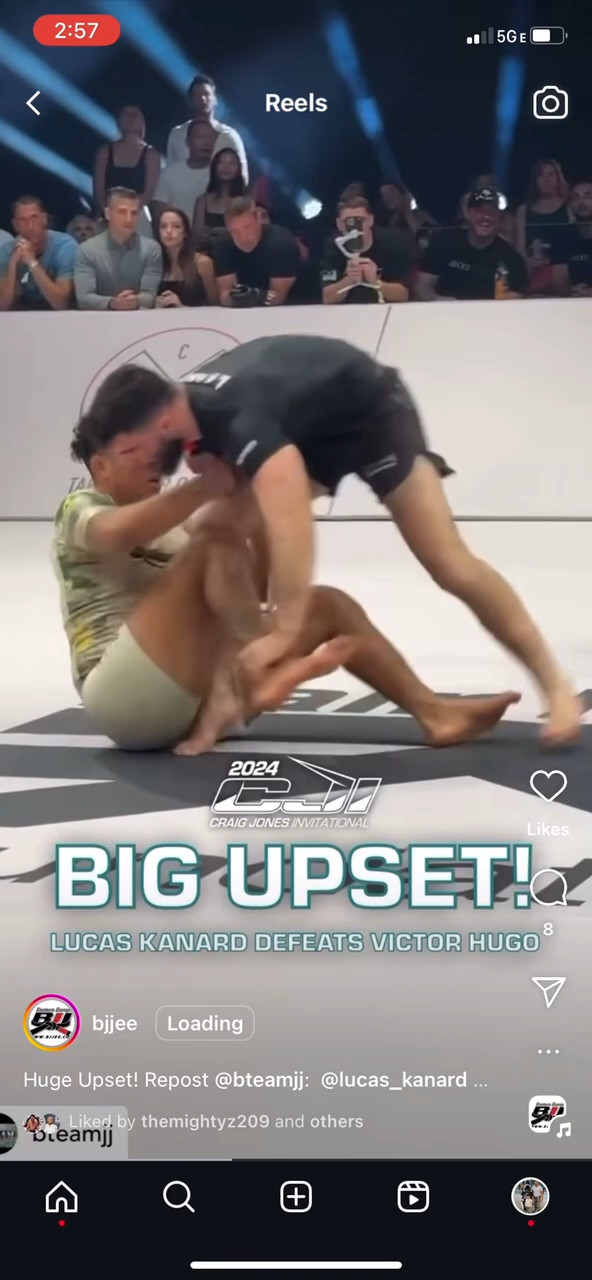 2:57
5GE
Reels
C
2024
CJI
CRAIG JONES INVITATIONAL
BIG UPSET!
LUCAS KANARD DEFEATS VICTOR HUGO
Likes
8
bjjee
Loading
Huge Upset! Repost @bteamjj: @lucas_kanard ...
Liked by themightyz209 and others
bteamjj